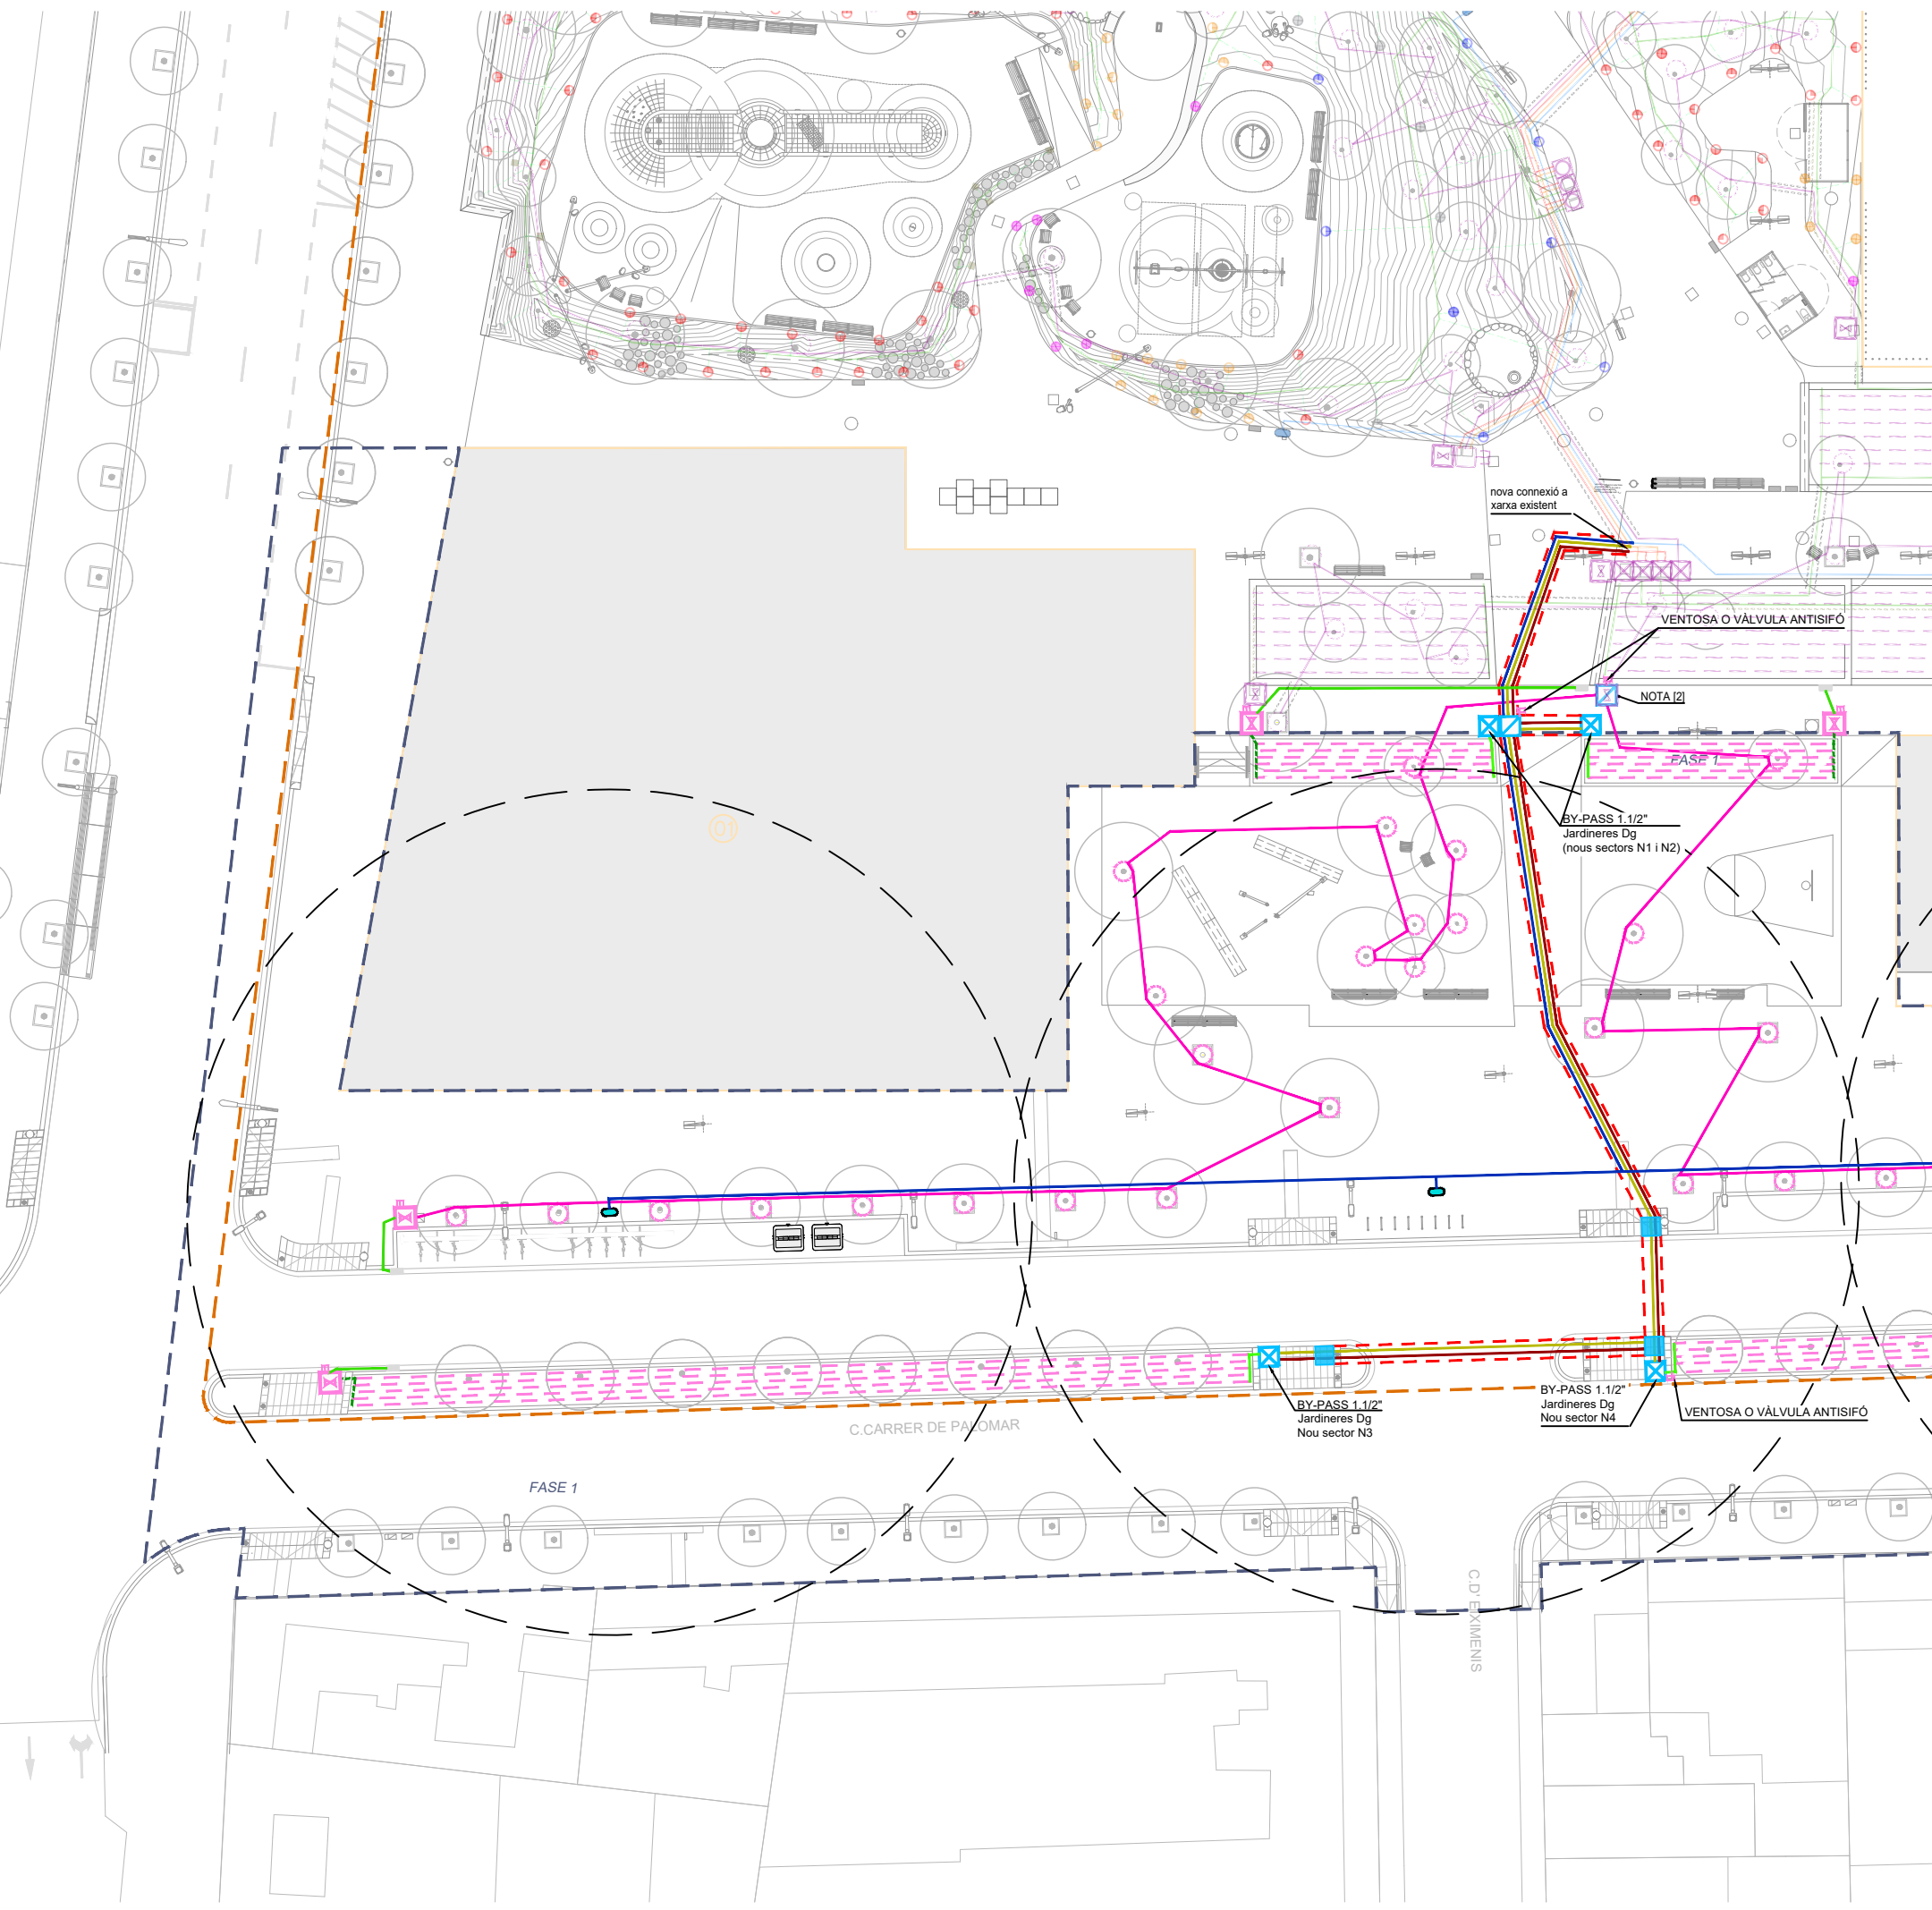 nova connexió a
xarxa existent
VENTOSA O VÀLVULA ANTISIFÓ
NOTA [2]
FASE 1
01
BY-PASS 1.1/2"
Jardineres Dg
(nous sectors N1 i N2)
BY-PASS 1.1/2"
Jardineres Dg
Nou sector N3
BY-PASS 1.1/2"
Jardineres Dg
Nou sector N4
VENTOSA O VÀLVULA ANTISIFÓ
C.CARRER DE PALOMAR
FASE 1
C.D' EIXIMENIS